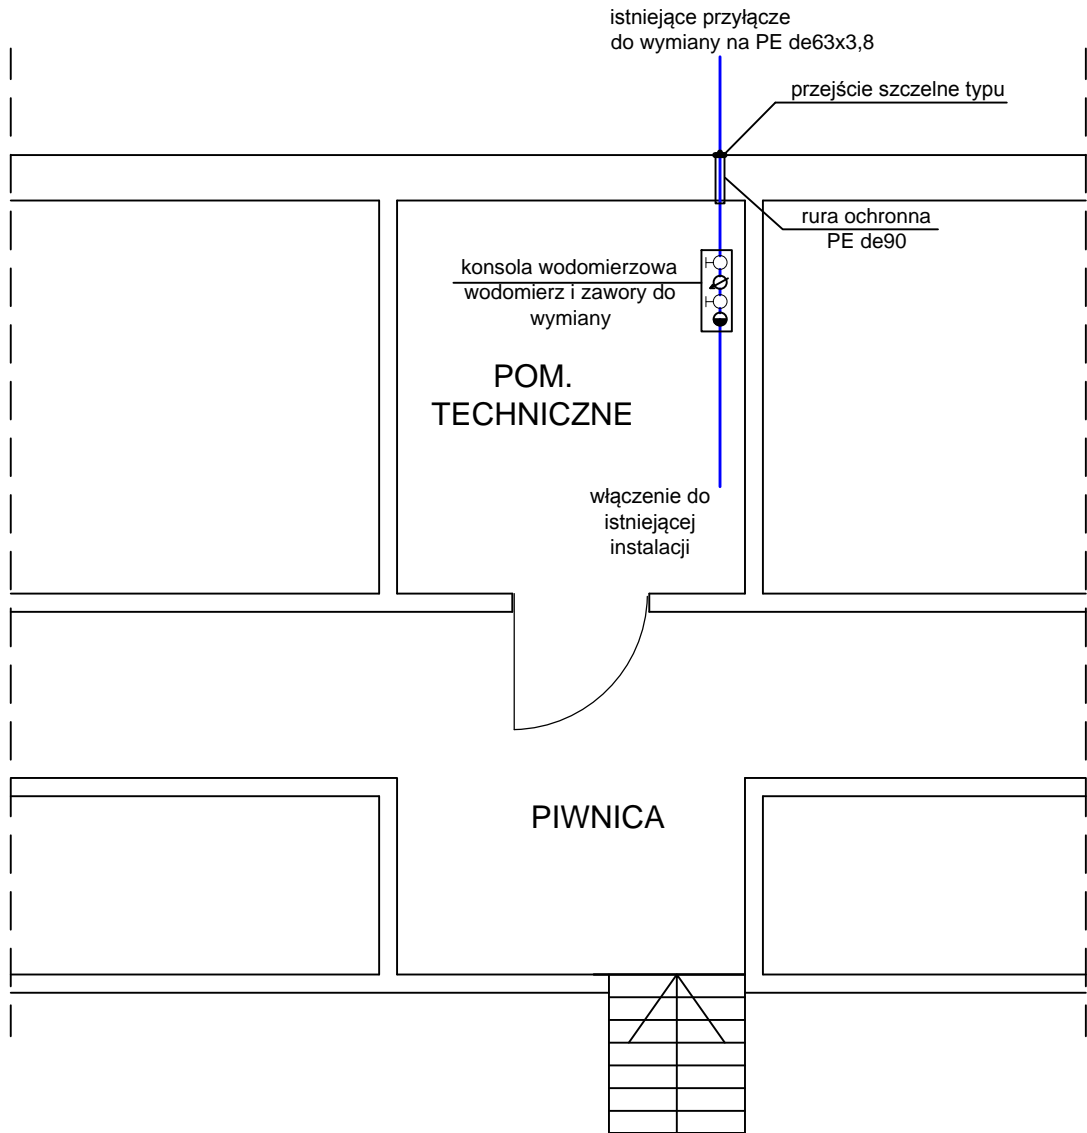 istniejące przyłącze
do wymiany na PE de63x3,8
przejście szczelne typu
rura ochronna
PE de90
konsola wodomierzowa
wodomierz i zawory do
wymiany
POM.
TECHNICZNE
włączenie do
istniejącej
instalacji
PIWNICA